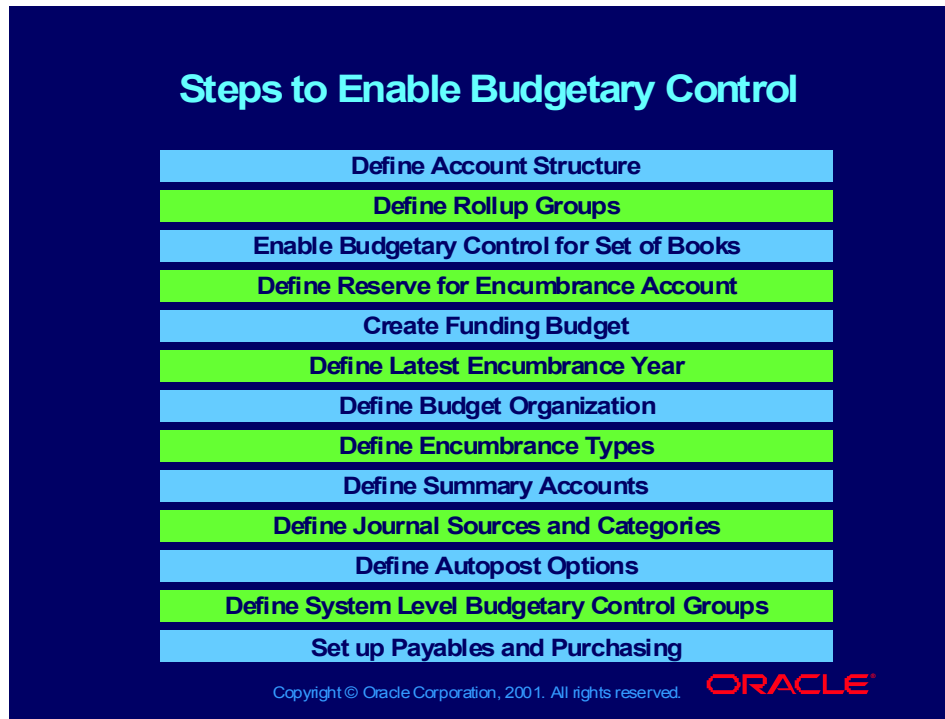 Steps to Enable Budgetary Control
Define Account Structure
Define Rollup Groups
Enable Budgetary Control for Set of Books
Define Reserve for Encumbrance Account
Create Funding Budget
Define Latest Encumbrance Year
Define Budget Organization
Define Encumbrance Types
Define Summary Accounts
Define Journal Sources and Categories
Define Autopost Options
Define System Level Budgetary Control Groups
Set up Payables and Purchasing
Copyright © Oracle Corporation, 2001. All rights reserved.
ORACLE®